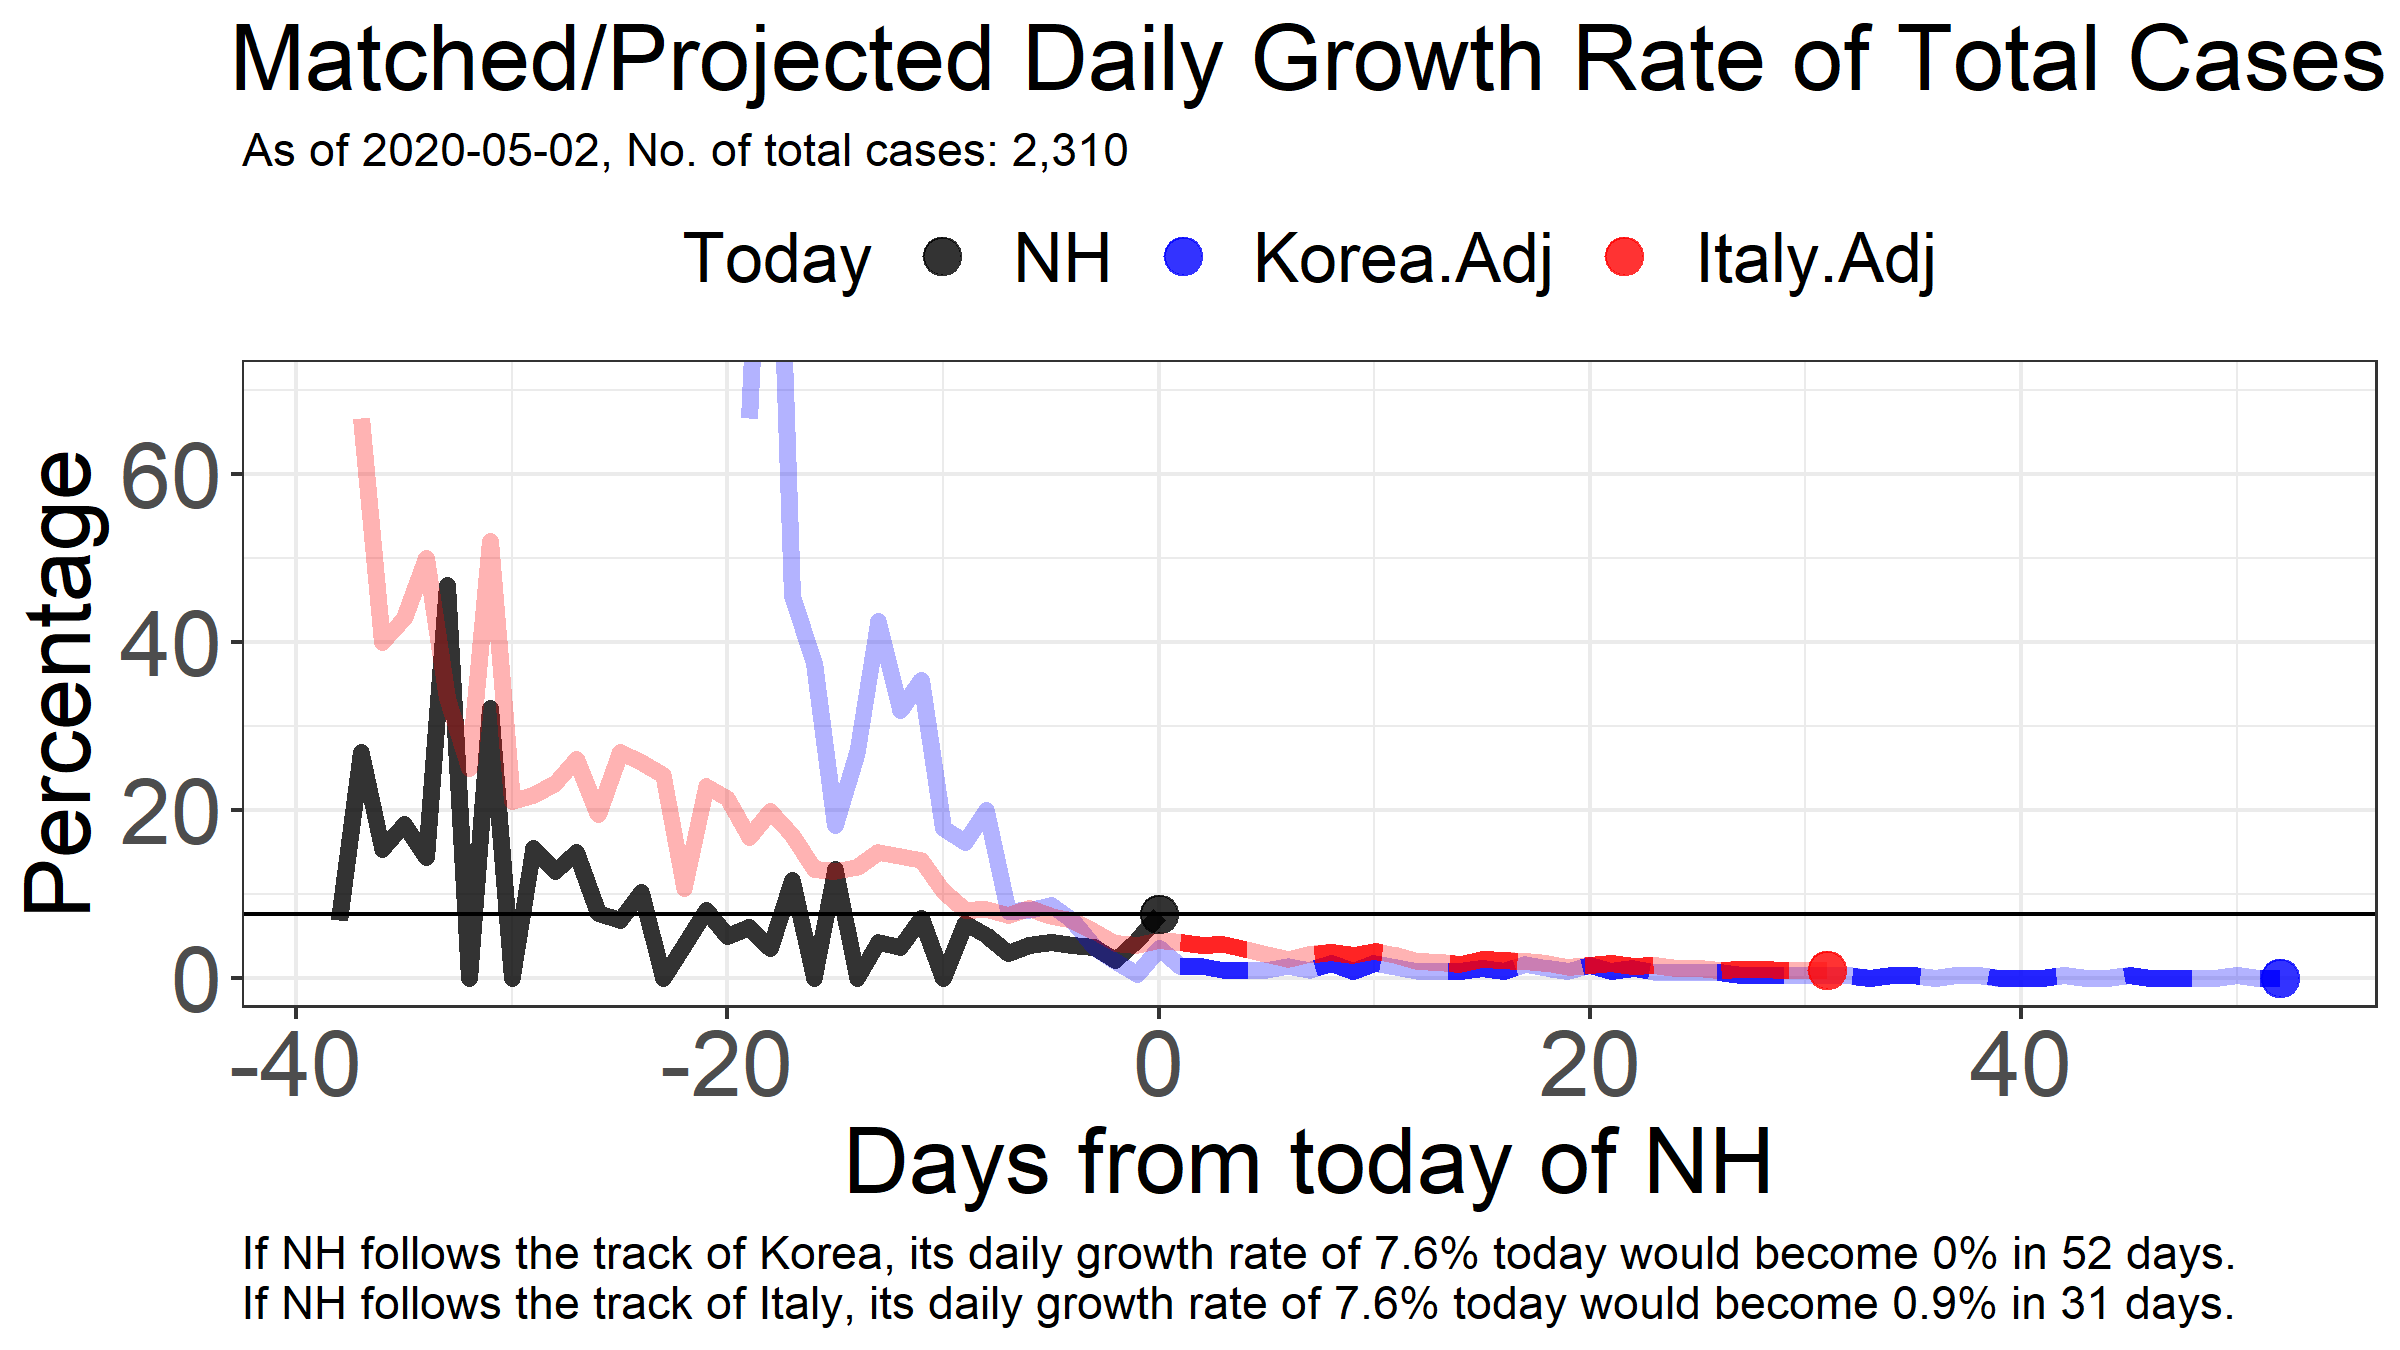 Matched/Projected Daily Growth Rate of Total Cases
As of 2020-05-02, No. of total cases: 2,310
Today NH Korea.Adj Italy.Adj
Percentage
60
40
20
0
-40 -20 0 20 40
Days from today of NH
If NH follows the track of Korea, its daily growth rate of 7.6% today would become 0% in 52 days.
If NH follows the track of Italy, its daily growth rate of 7.6% today would become 0.9% in 31 days.